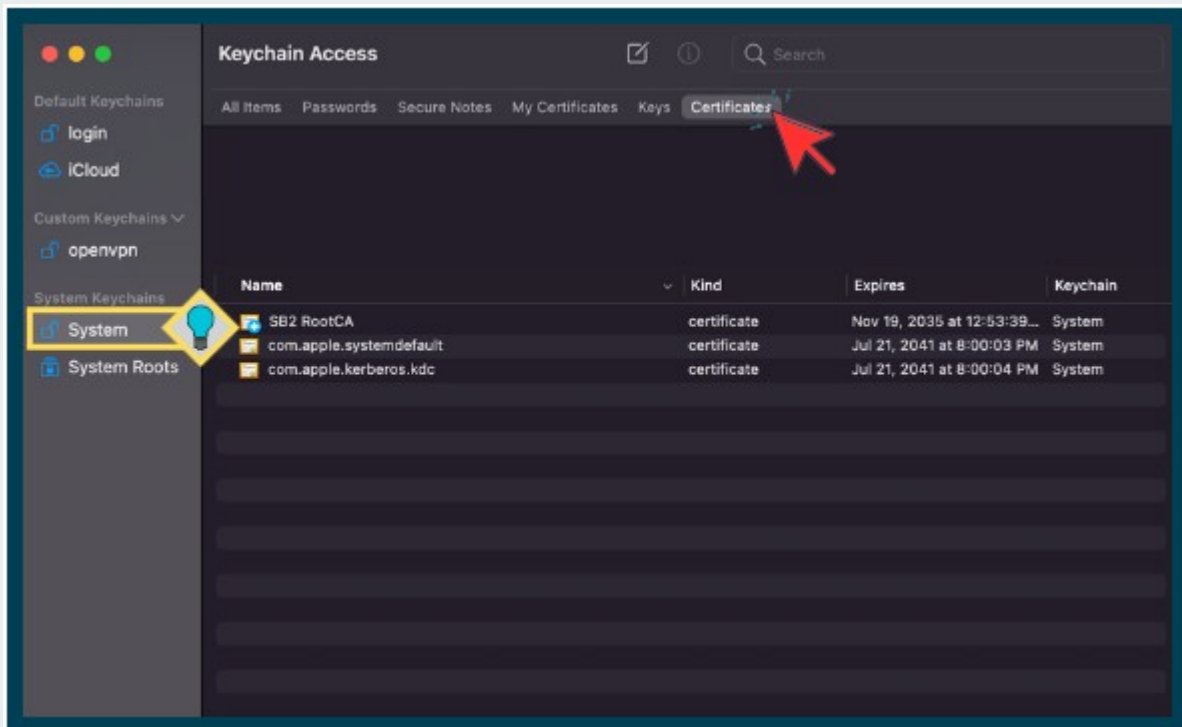 Keychain Access
Search
Default Keychains
login
iCloud
Custom Keychains
openvpn
System Keychains
System
System Roots
All Items Passwords Secure Notes My Certificates Keys Certificates
Name Kind Expires Keychain
SB2 RootCA certificate Nov 19, 2035 at 12:53:39... System
com.apple.systemdefault certificate Jul 21, 2041 at 8:00:03 PM System
com.apple.kerberos.kdc certificate Jul 21, 2041 at 8:00:04 PM System